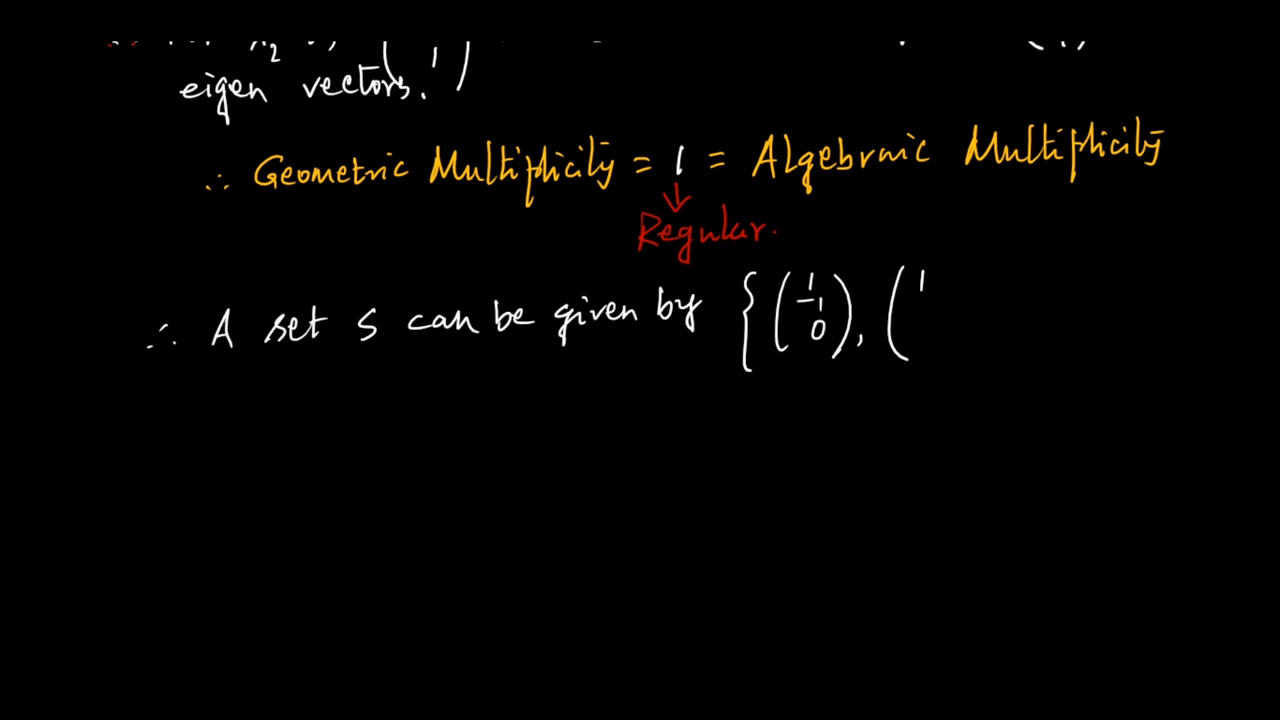 eigen vectors.
∴ Geometric Multiplicity = 1 = Algebraic Multiplicity
↓
Regular.
∴ A set S can be given by { ( 1 -1 0 ), ( 1